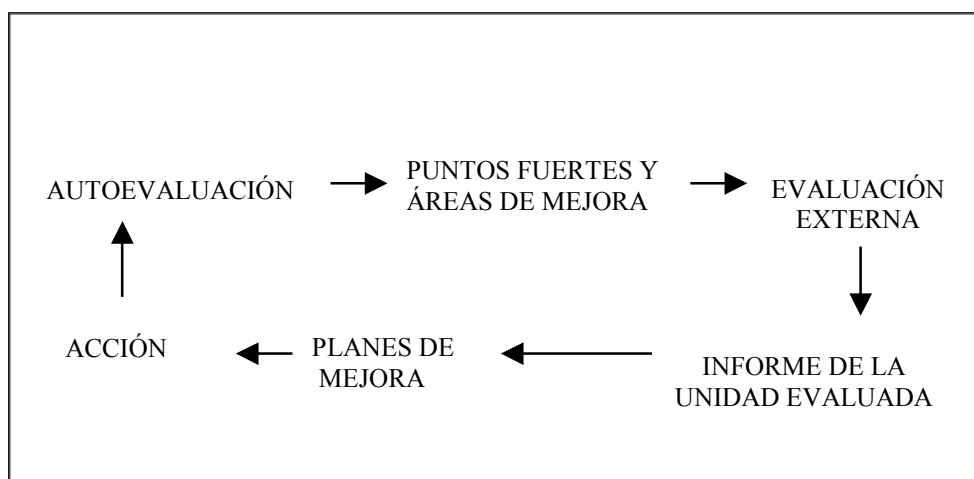 AUTOEVALUACIÓN
PUNTOS FUERTES Y
ÁREAS DE MEJORA
EVALUACIÓN
EXTERNA
INFORME DE LA
UNIDAD EVALUADA
PLANES DE
MEJORA
ACCIÓN